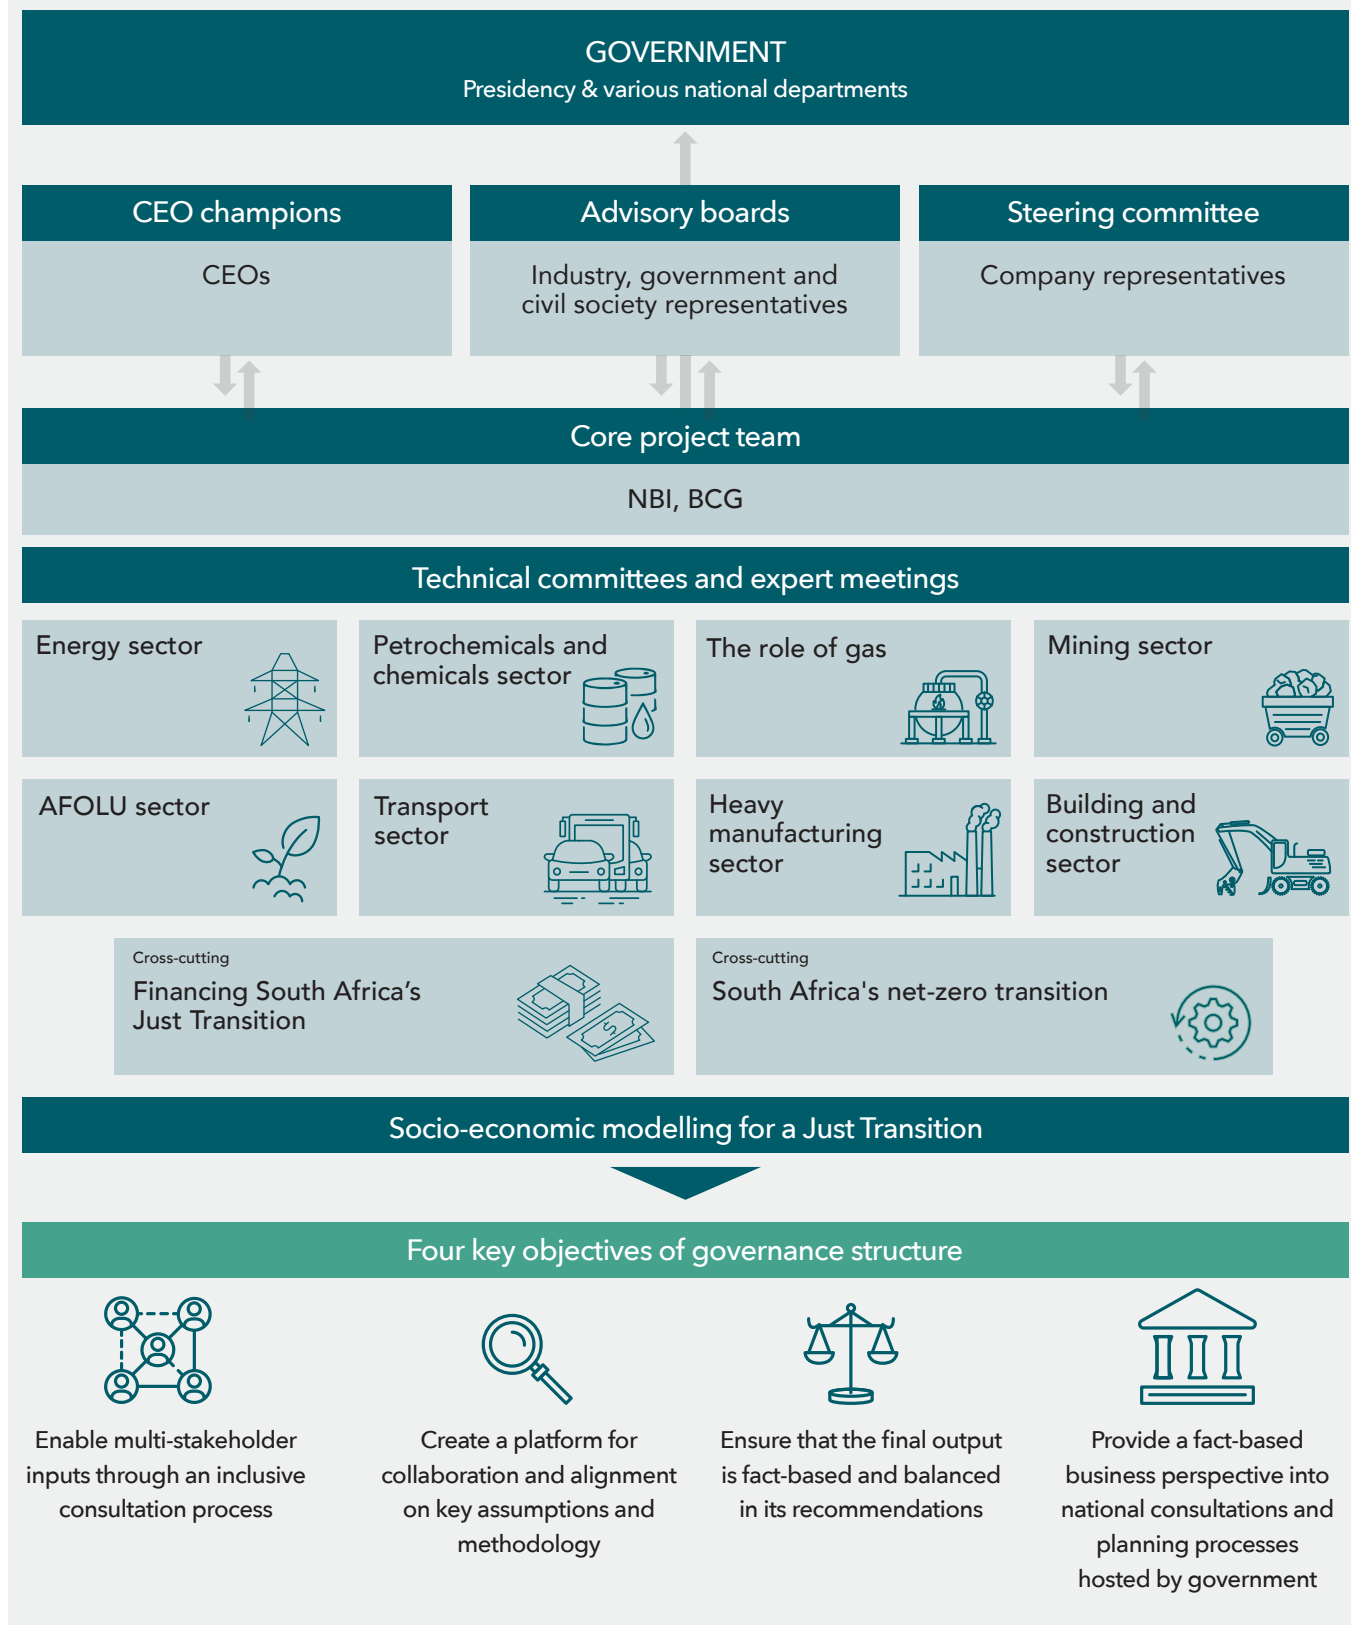 GOVERNMENT
Presidency & various national departments
CEO champions
CEOs
Advisory boards
Industry, government and
civil society representatives
Steering committee
Company representatives
Core project team
NBI, BCG
Technical committees and expert meetings
Energy sector
Petrochemicals and
chemicals sector
The role of gas
Mining sector
AFOLU sector
Transport
sector
Heavy
manufacturing
sector
Building and
construction
sector
Cross-cutting
Financing South Africa’s
Just Transition
Cross-cutting
South Africa's net-zero transition
Socio-economic modelling for a Just Transition
Four key objectives of governance structure
Enable multi-stakeholder
inputs through an inclusive
consultation process
Create a platform for
collaboration and alignment
on key assumptions and
methodology
Ensure that the final output
is fact-based and balanced
in its recommendations
Provide a fact-based
business perspective into
national consultations and
planning processes
hosted by government